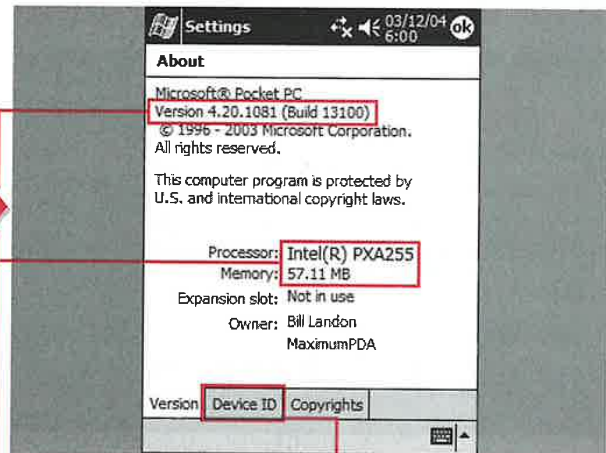 Settings
03/12/04
6:00
ok
About
Microsoft® Pocket PC
Version 4.20.1081 (Build 13100)
© 1996 - 2003 Microsoft Corporation.
All rights reserved.
This computer program is protected by
U.S. and international copyright laws.
Processor: Intel(R) PXA255
Memory: 57.11 MB
Expansion slot: Not in use
Owner: Bill Landon
MaximumPDA
Version Device ID Copyrights